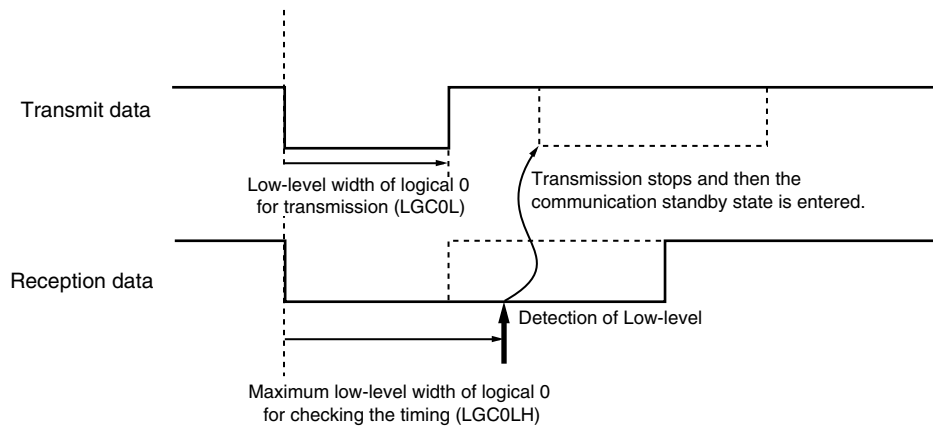 Transmit data
Low-level width of logical 0
for transmission (LGC0L)
Transmission stops and then the
communication standby state is entered.
Reception data
Detection of Low-level
Maximum low-level width of logical 0
for checking the timing (LGC0LH)